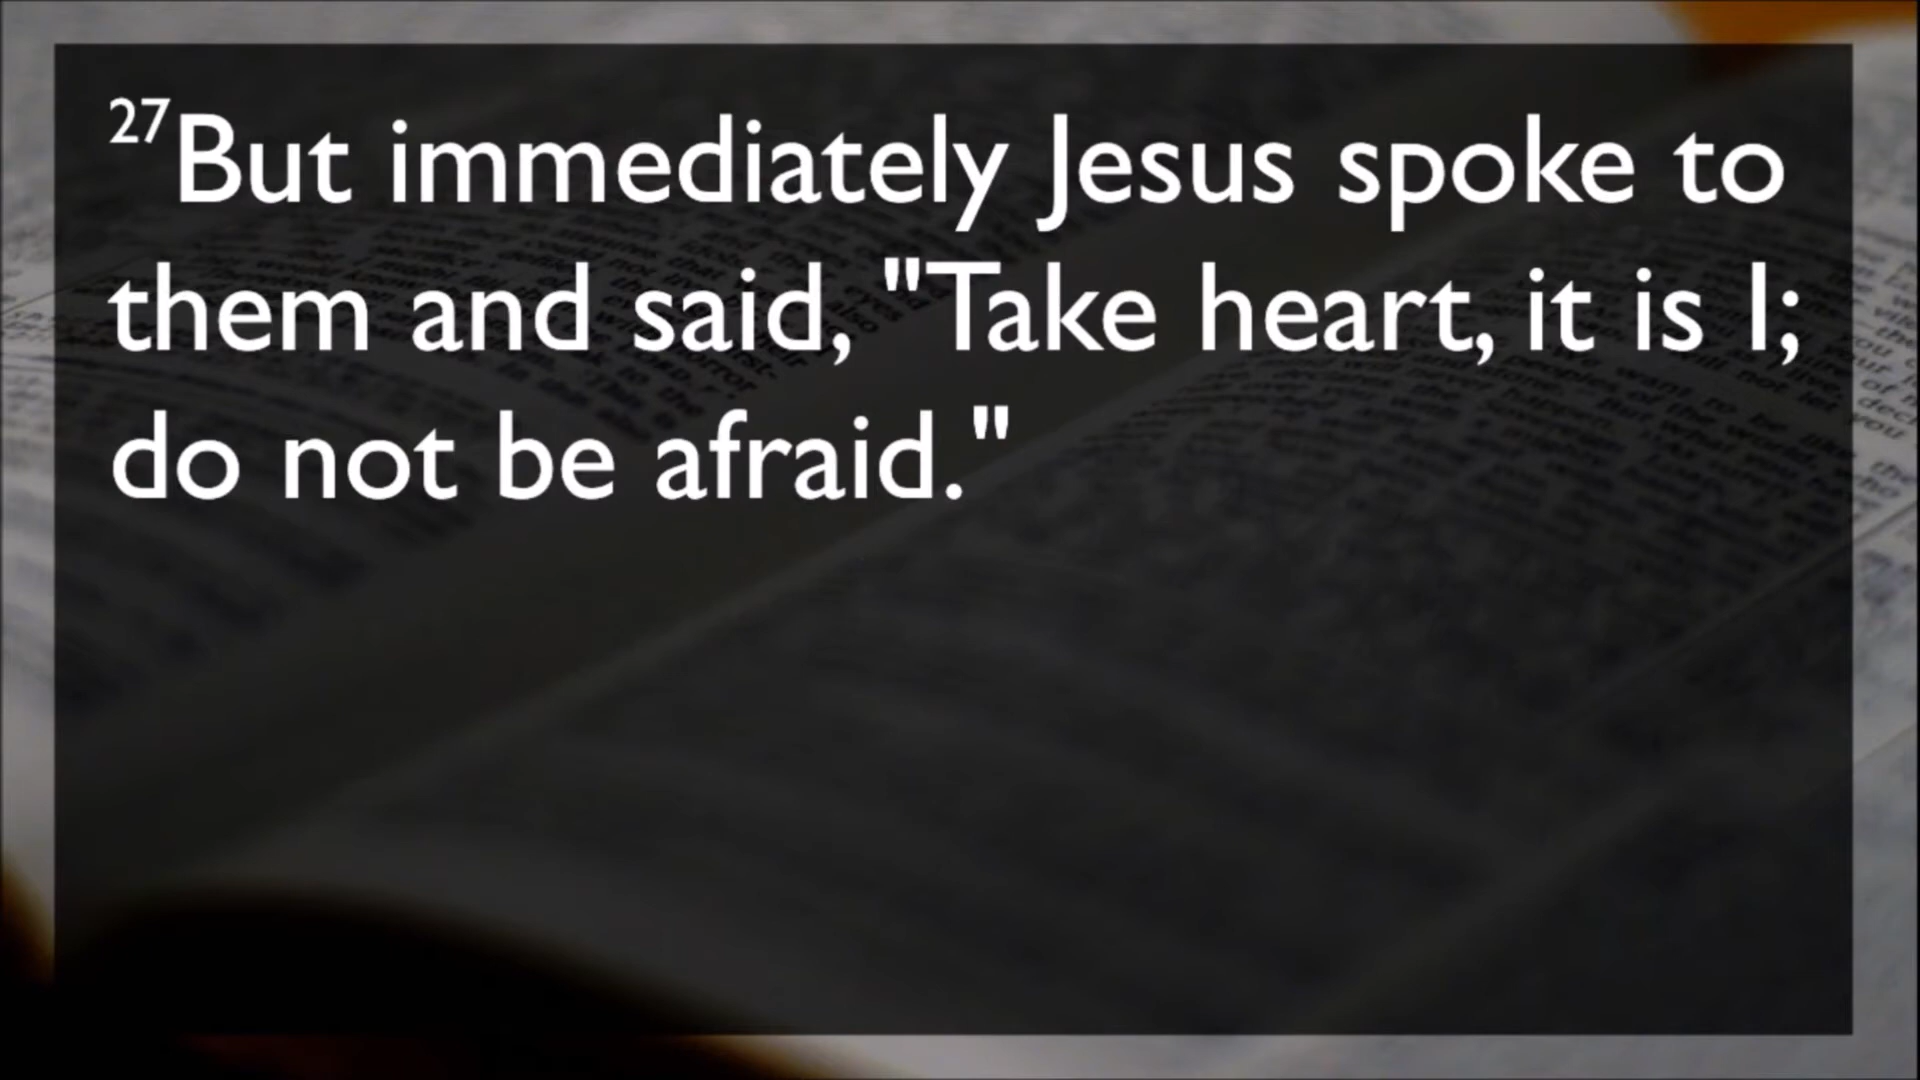 27But immediately Jesus spoke to
them and said, "Take heart, it is I;
do not be afraid."